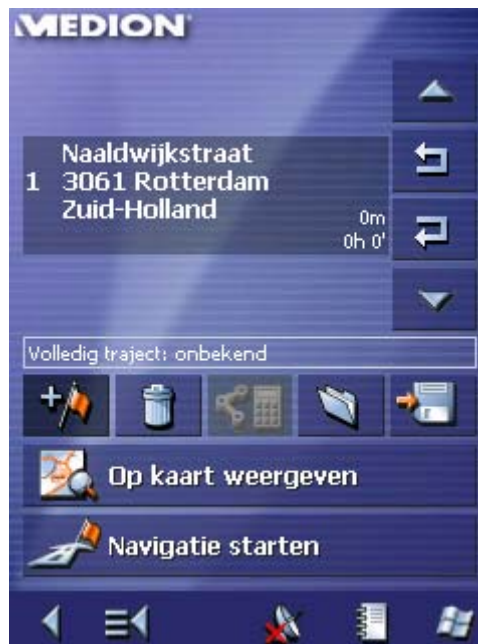 MEDION
Naaldwijkstraat
1 3061 Rotterdam
Zuid-Holland
0m
0h 0'
Volledig traject: onbekend
Op kaart weergeven
Navigatie starten